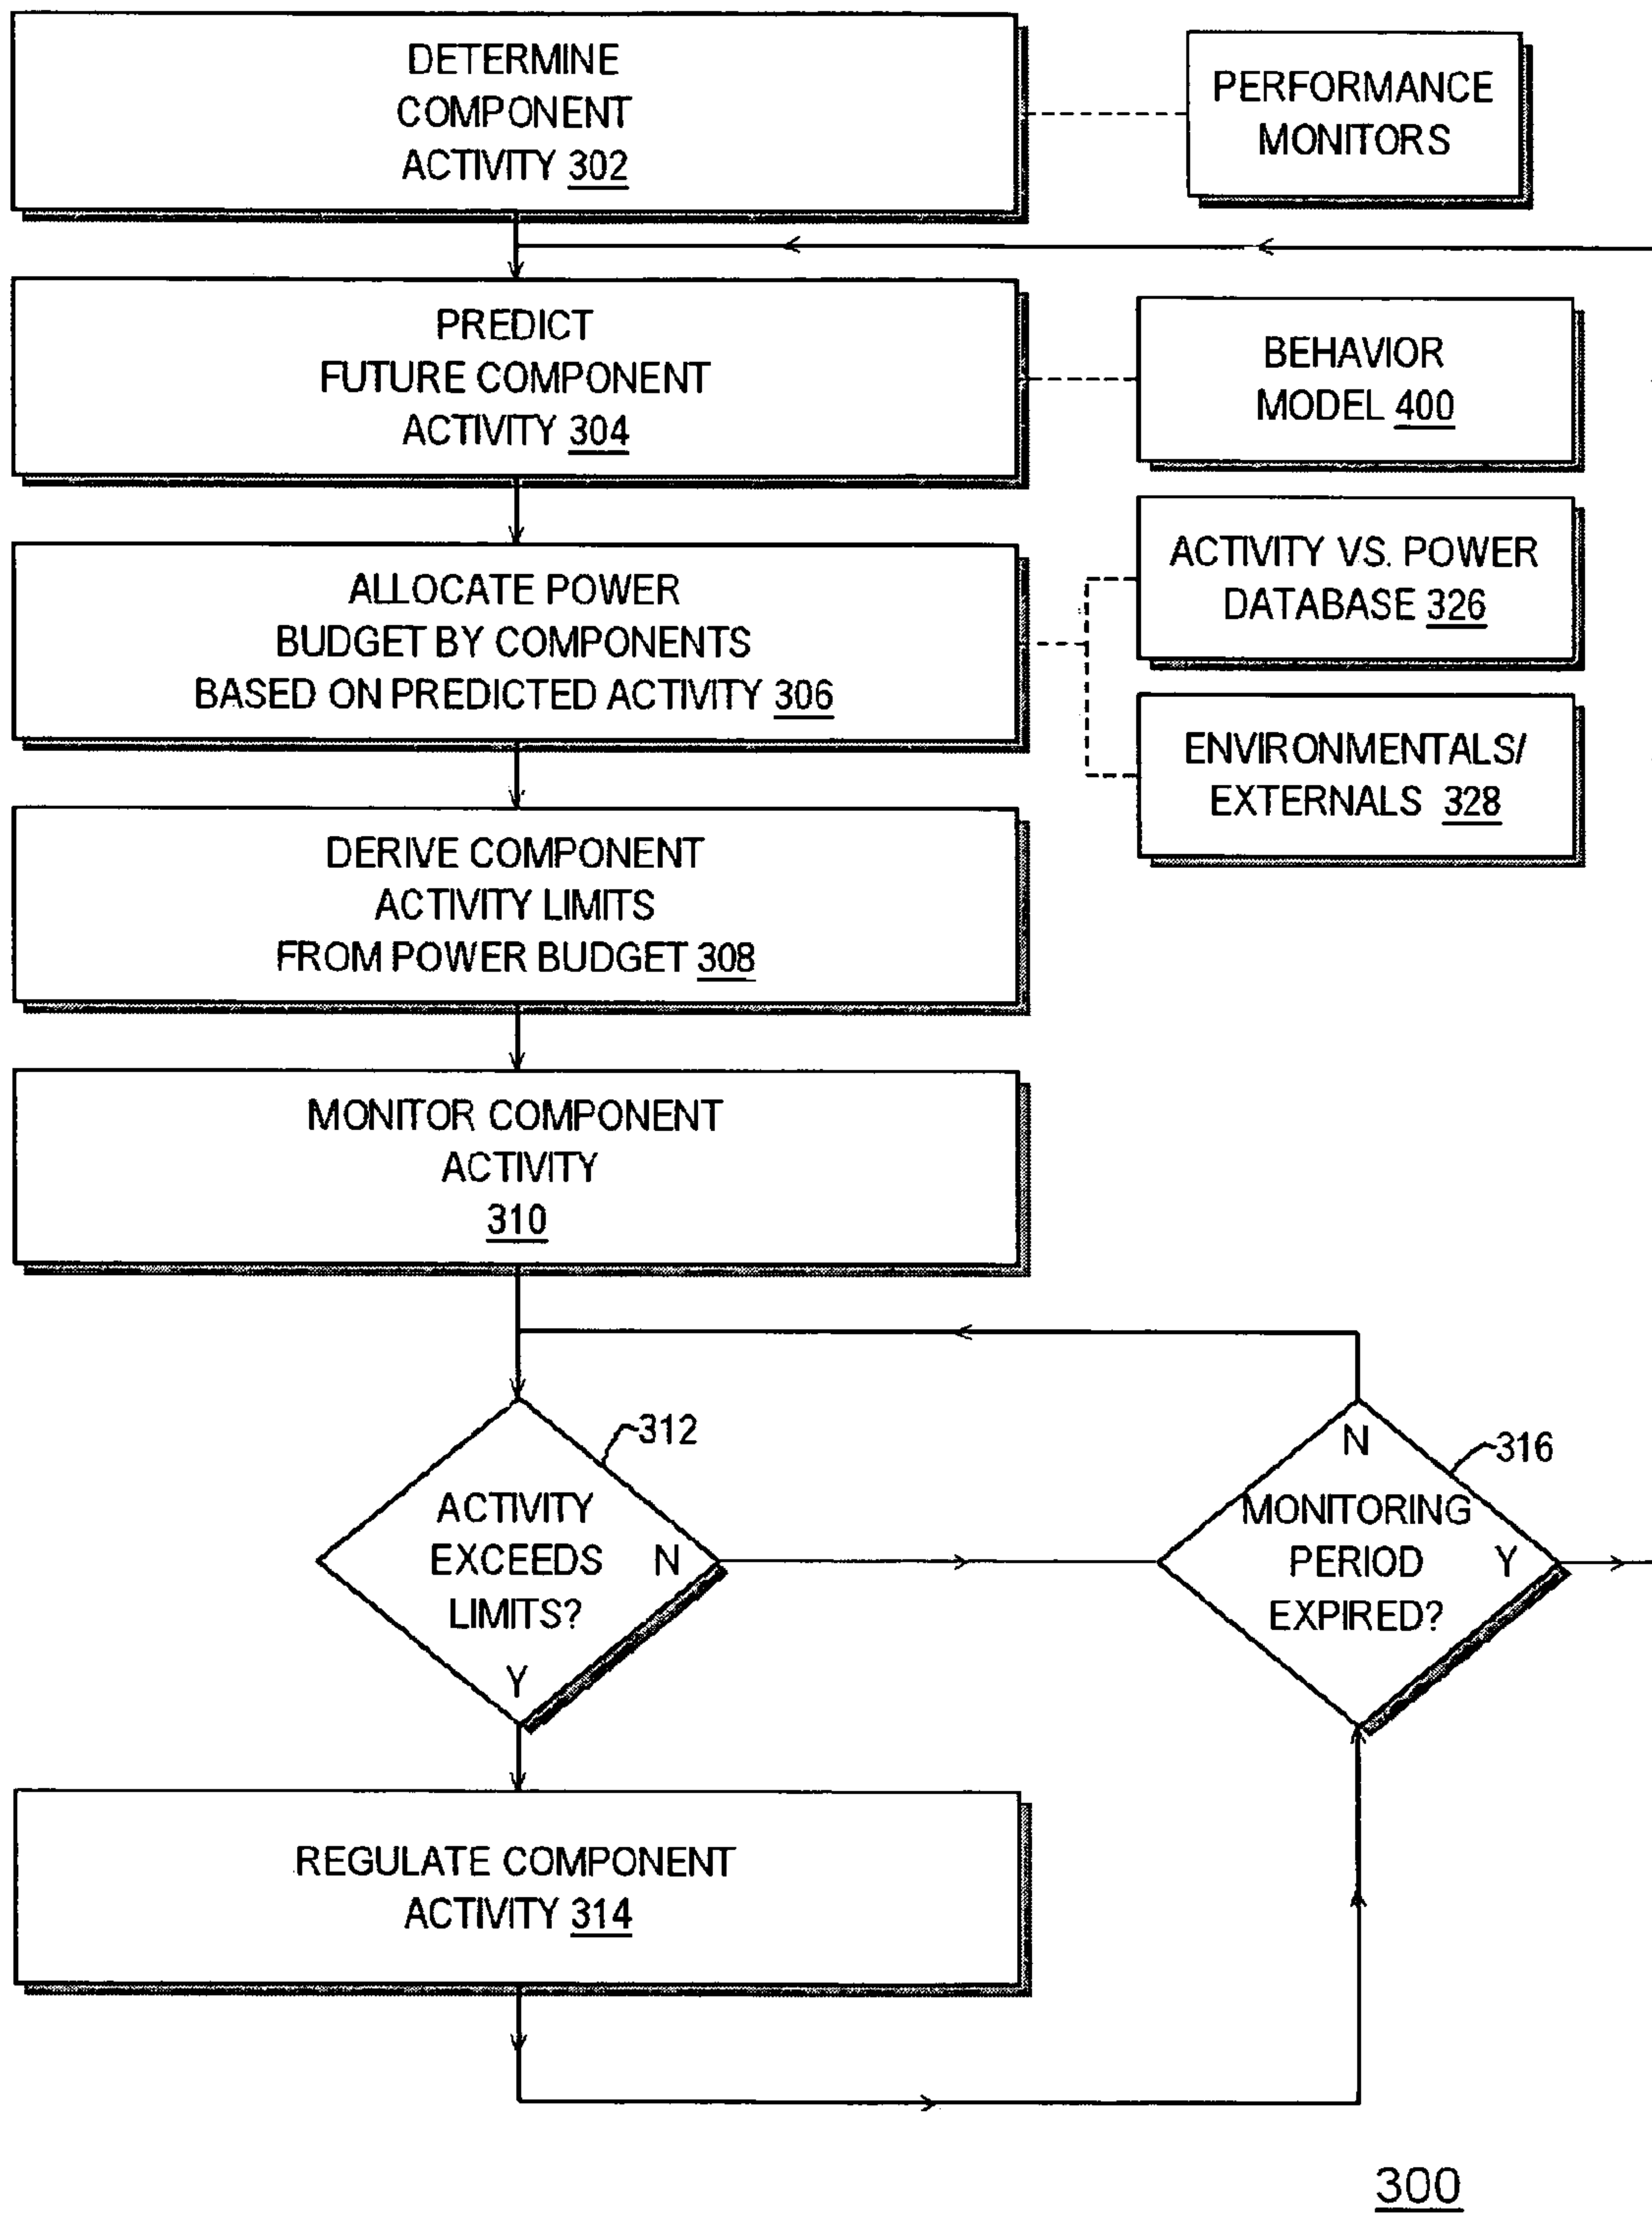 DETERMINE
COMPONENT
ACTIVITY 302
PERFORMANCE
MONITORS
PREDICT
FUTURE COMPONENT
ACTIVITY 304
BEHAVIOR
MODEL 400
ALLOCATE POWER
BUDGET BY COMPONENTS
BASED ON PREDICTED ACTIVITY 306
ACTIVITY VS. POWER
DATABASE 326
ENVIRONMENTALS/
EXTERNALS 328
DERIVE COMPONENT
ACTIVITY LIMITS
FROM POWER BUDGET 308
MONITOR COMPONENT
ACTIVITY
310
312
ACTIVITY
EXCEEDS
LIMITS?
N
Y
316
N
MONITORING
PERIOD
EXPIRED?
Y
REGULATE COMPONENT
ACTIVITY 314
300